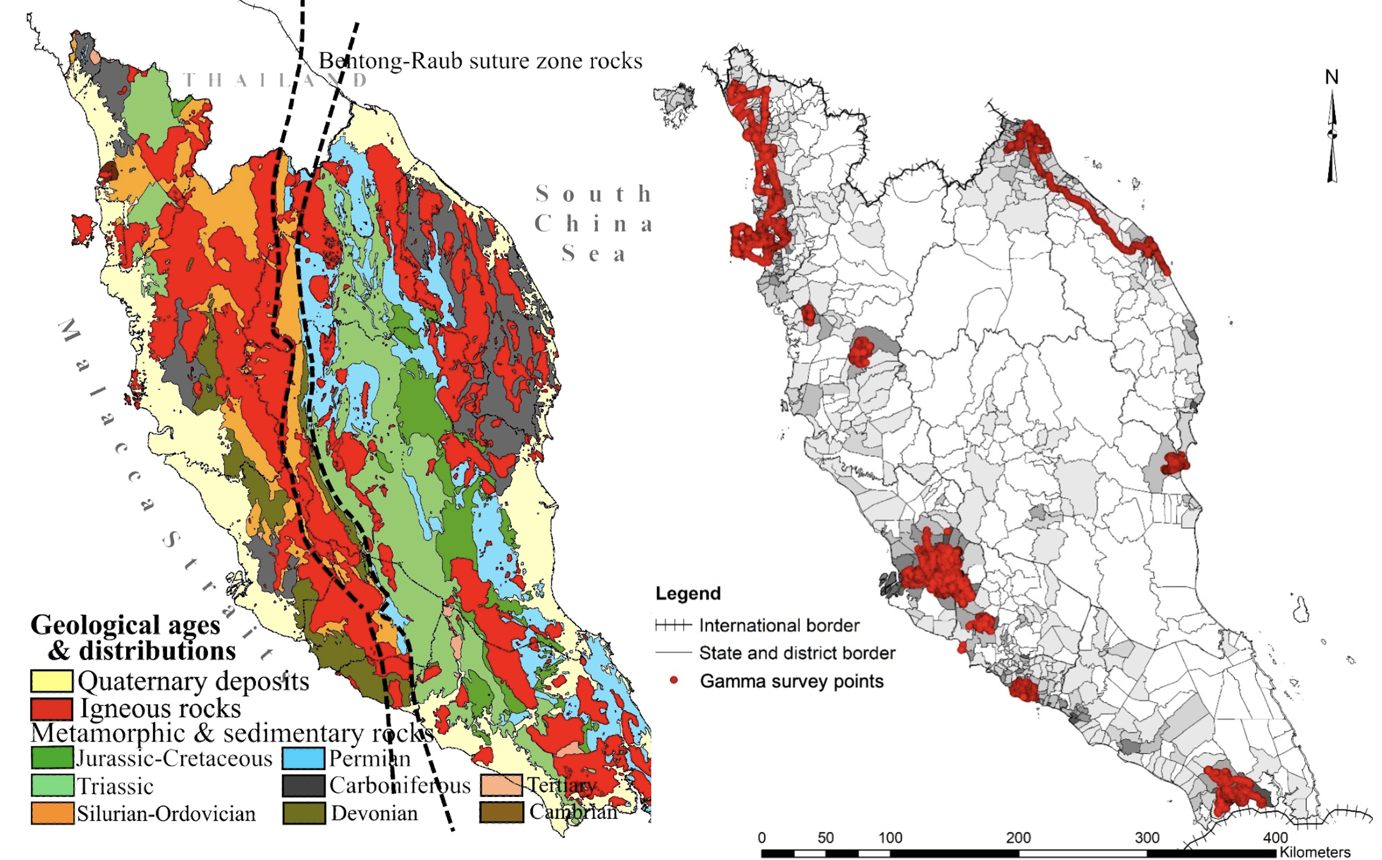 Bentong-Raub suture zone rocks
THAILAND
South
China
Sea
Malacca Strait
Geological ages
& distributions
Quaternary deposits
Igneous rocks
Metamorphic & sedimentary rocks
Jurassic-Cretaceous
Permian
Triassic
Carboniferous
Tertiary
Silurian-Ordovician
Devonian
Cambrian
N
Legend
International border
State and district border
Gamma survey points
0 50 100 200 300 400
Kilometers